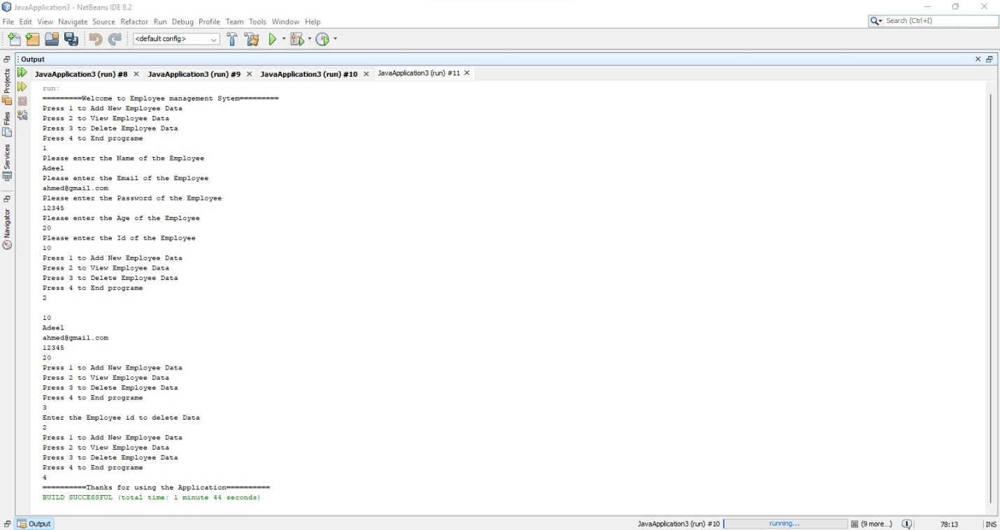 JavaApplication3 - NetBeans IDE 8.2
File Edit View Navigate Source Refactor Run Debug Profile Team Tools Window Help
Search (Ctrl+I)
<default config>
Output
JavaApplication3 (run) #8 JavaApplication3 (run) #9 JavaApplication3 (run) #10 JavaApplication3 (run) #11
Projects
Files
Services
Navigator
run:
=========Welcome to Employee management Sytem=========
Press 1 to Add New Employee Data
Press 2 to View Employee Data
Press 3 to Delete Employee Data
Press 4 to End programe
1
Please enter the Name of the Employee
Adeel
Please enter the Email of the Employee
ahmed@gmail.com
Please enter the Password of the Employee
12345
Please enter the Age of the Employee
20
Please enter the Id of the Employee
10
Press 1 to Add New Employee Data
Press 2 to View Employee Data
Press 3 to Delete Employee Data
Press 4 to End programe
2
10
Adeel
ahmed@gmail.com
12345
20
Press 1 to Add New Employee Data
Press 2 to View Employee Data
Press 3 to Delete Employee Data
Press 4 to End programe
3
Enter the Employee id to delete Data
2
Press 1 to Add New Employee Data
Press 2 to View Employee Data
Press 3 to Delete Employee Data
Press 4 to End programe
4
==========Thanks for using the Application==========
BUILD SUCCESSFUL (total time: 1 minute 44 seconds)
Output
JavaApplication3 (run) #10 running... (9 more...) 1 78:13 INS